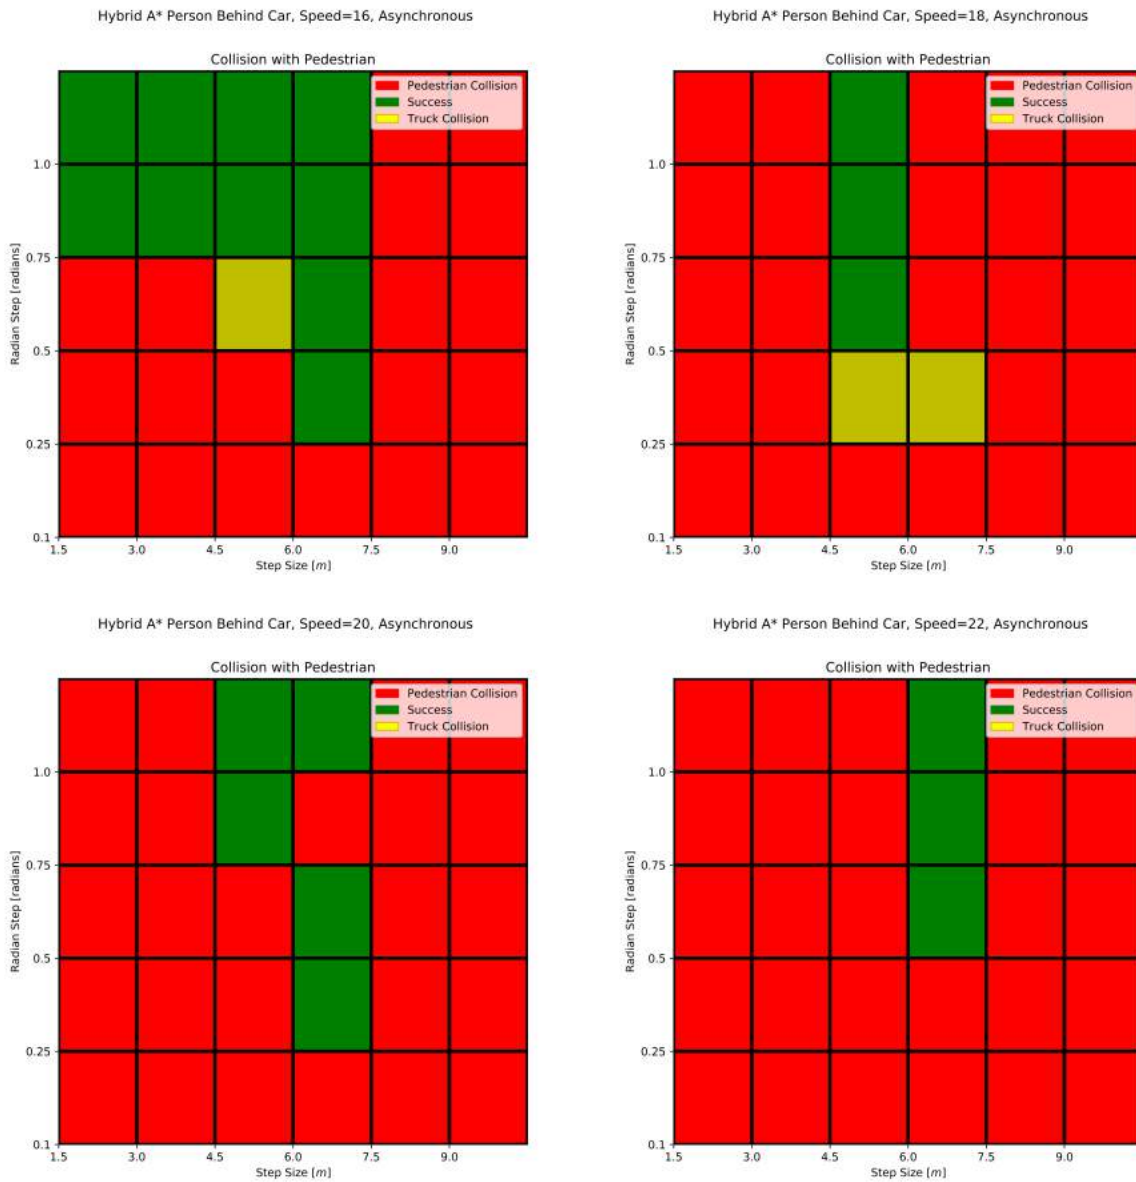 Hybrid A* Person Behind Car, Speed=16, Asynchronous
Collision with Pedestrian
Pedestrian Collision
Success
Truck Collision
1.0
0.75
0.5
0.25
0.1
Radian Step [radians]
1.5 3.0 4.5 6.0 7.5 9.0
Step Size [m]
Hybrid A* Person Behind Car, Speed=18, Asynchronous
Collision with Pedestrian
Pedestrian Collision
Success
Truck Collision
1.0
0.75
0.5
0.25
0.1
Radian Step [radians]
1.5 3.0 4.5 6.0 7.5 9.0
Step Size [m]
Hybrid A* Person Behind Car, Speed=20, Asynchronous
Collision with Pedestrian
Pedestrian Collision
Success
Truck Collision
1.0
0.75
0.5
0.25
0.1
Radian Step [radians]
1.5 3.0 4.5 6.0 7.5 9.0
Step Size [m]
Hybrid A* Person Behind Car, Speed=22, Asynchronous
Collision with Pedestrian
Pedestrian Collision
Success
Truck Collision
1.0
0.75
0.5
0.25
0.1
Radian Step [radians]
1.5 3.0 4.5 6.0 7.5 9.0
Step Size [m]